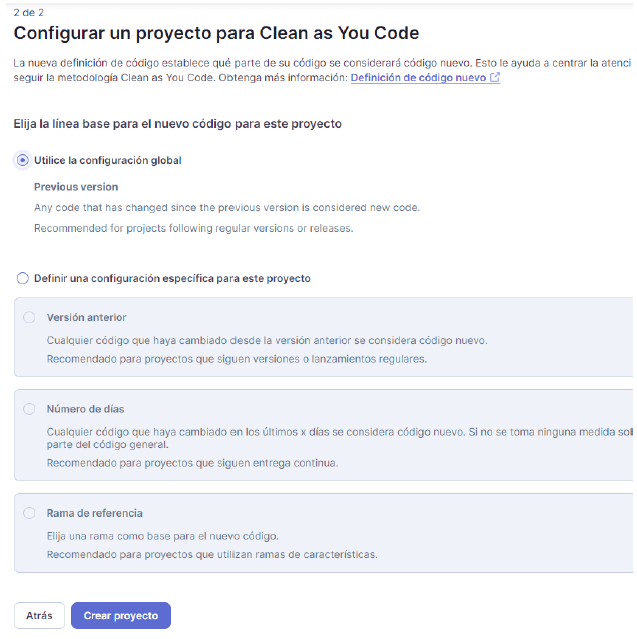 2 de 2
Configurar un proyecto para Clean as You Code
La nueva definición de código establece qué parte de su código se considerará código nuevo. Esto le ayuda a centrar la atenci
seguir la metodología Clean as You Code. Obtenga más información: Definición de código nuevo
Elija la línea base para el nuevo código para este proyecto
Utilice la configuración global
Previous version
Any code that has changed since the previous version is considered new code.
Recommended for projects following regular versions or releases.
Definir una configuración específica para este proyecto
Versión anterior
Cualquier código que haya cambiado desde la versión anterior se considera código nuevo.
Recomendado para proyectos que siguen versiones o lanzamientos regulares.
Número de días
Cualquier código que haya cambiado en los últimos x días se considera código nuevo. Si no se toma ninguna medida sol
parte del código general.
Recomendado para proyectos que siguen entrega continua.
Rama de referencia
Elija una rama como base para el nuevo código.
Recomendado para proyectos que utilizan ramas de características.
Atrás
Crear proyecto